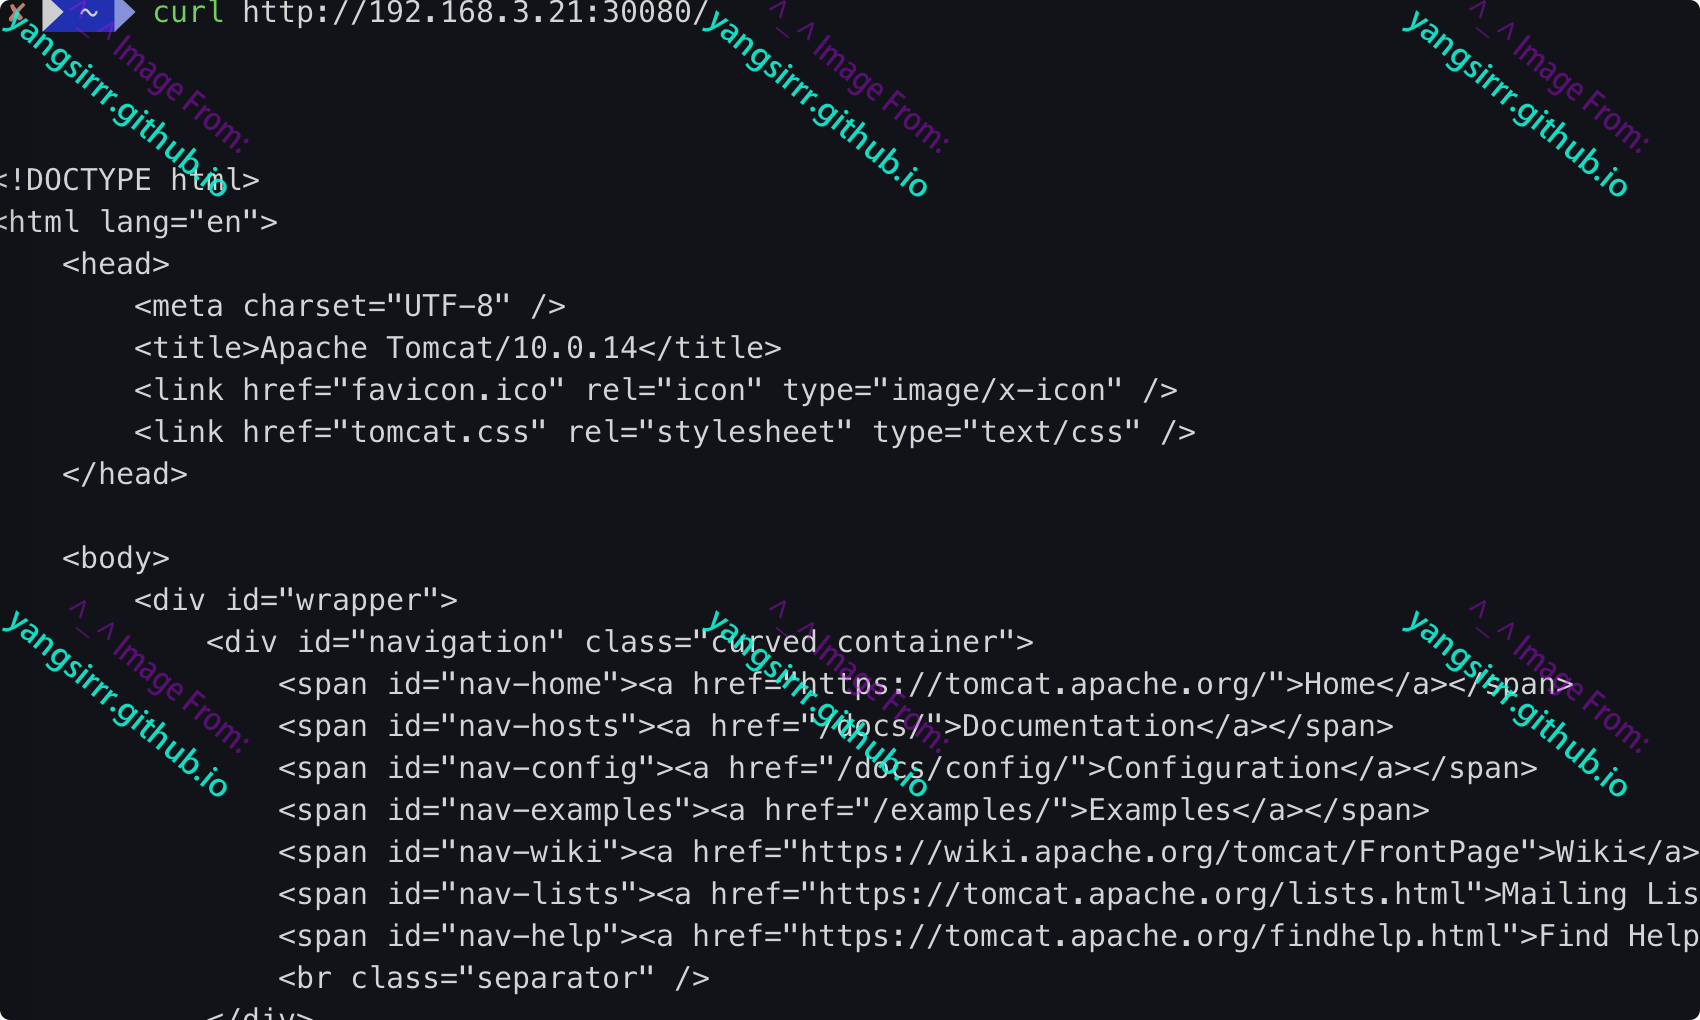 ✘ ~ curl http://192.168.3.21:30080/
<!DOCTYPE html>
<html lang="en">
    <head>
        <meta charset="UTF-8" />
        <title>Apache Tomcat/10.0.14</title>
        <link href="favicon.ico" rel="icon" type="image/x-icon" />
        <link href="tomcat.css" rel="stylesheet" type="text/css" />
    </head>
    <body>
        <div id="wrapper">
            <div id="navigation" class="curved container">
                <span id="nav-home"><a href="https://tomcat.apache.org/">Home</a></span>
                <span id="nav-hosts"><a href="/docs/">Documentation</a></span>
                <span id="nav-config"><a href="/docs/config/">Configuration</a></span>
                <span id="nav-examples"><a href="/examples/">Examples</a></span>
                <span id="nav-wiki"><a href="https://wiki.apache.org/tomcat/FrontPage">Wiki</a>
                <span id="nav-lists"><a href="https://tomcat.apache.org/lists.html">Mailing Lis
                <span id="nav-help"><a href="https://tomcat.apache.org/findhelp.html">Find Help
                <br class="separator" />
            </div>
^_^ Image From:
yangsirrr.github.io
^_^ Image From:
yangsirrr.github.io
^_^ Image From:
yangsirrr.github.io
^_^ Image From:
yangsirrr.github.io
^_^ Image From:
yangsirrr.github.io
^_^ Image From:
yangsirrr.github.io